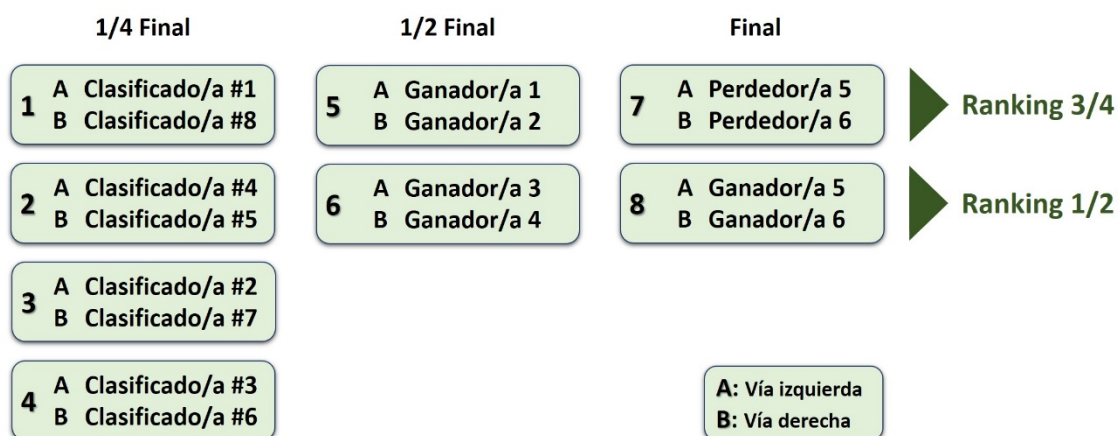 1/4 Final
1/2 Final
Final
1
A Clasificado/a #1
B Clasificado/a #8
2
A Clasificado/a #4
B Clasificado/a #5
3
A Clasificado/a #2
B Clasificado/a #7
4
A Clasificado/a #3
B Clasificado/a #6
5
A Ganador/a 1
B Ganador/a 2
6
A Ganador/a 3
B Ganador/a 4
7
A Perdedor/a 5
B Perdedor/a 6
8
A Ganador/a 5
B Ganador/a 6
Ranking 3/4
Ranking 1/2
A: Vía izquierda
B: Vía derecha